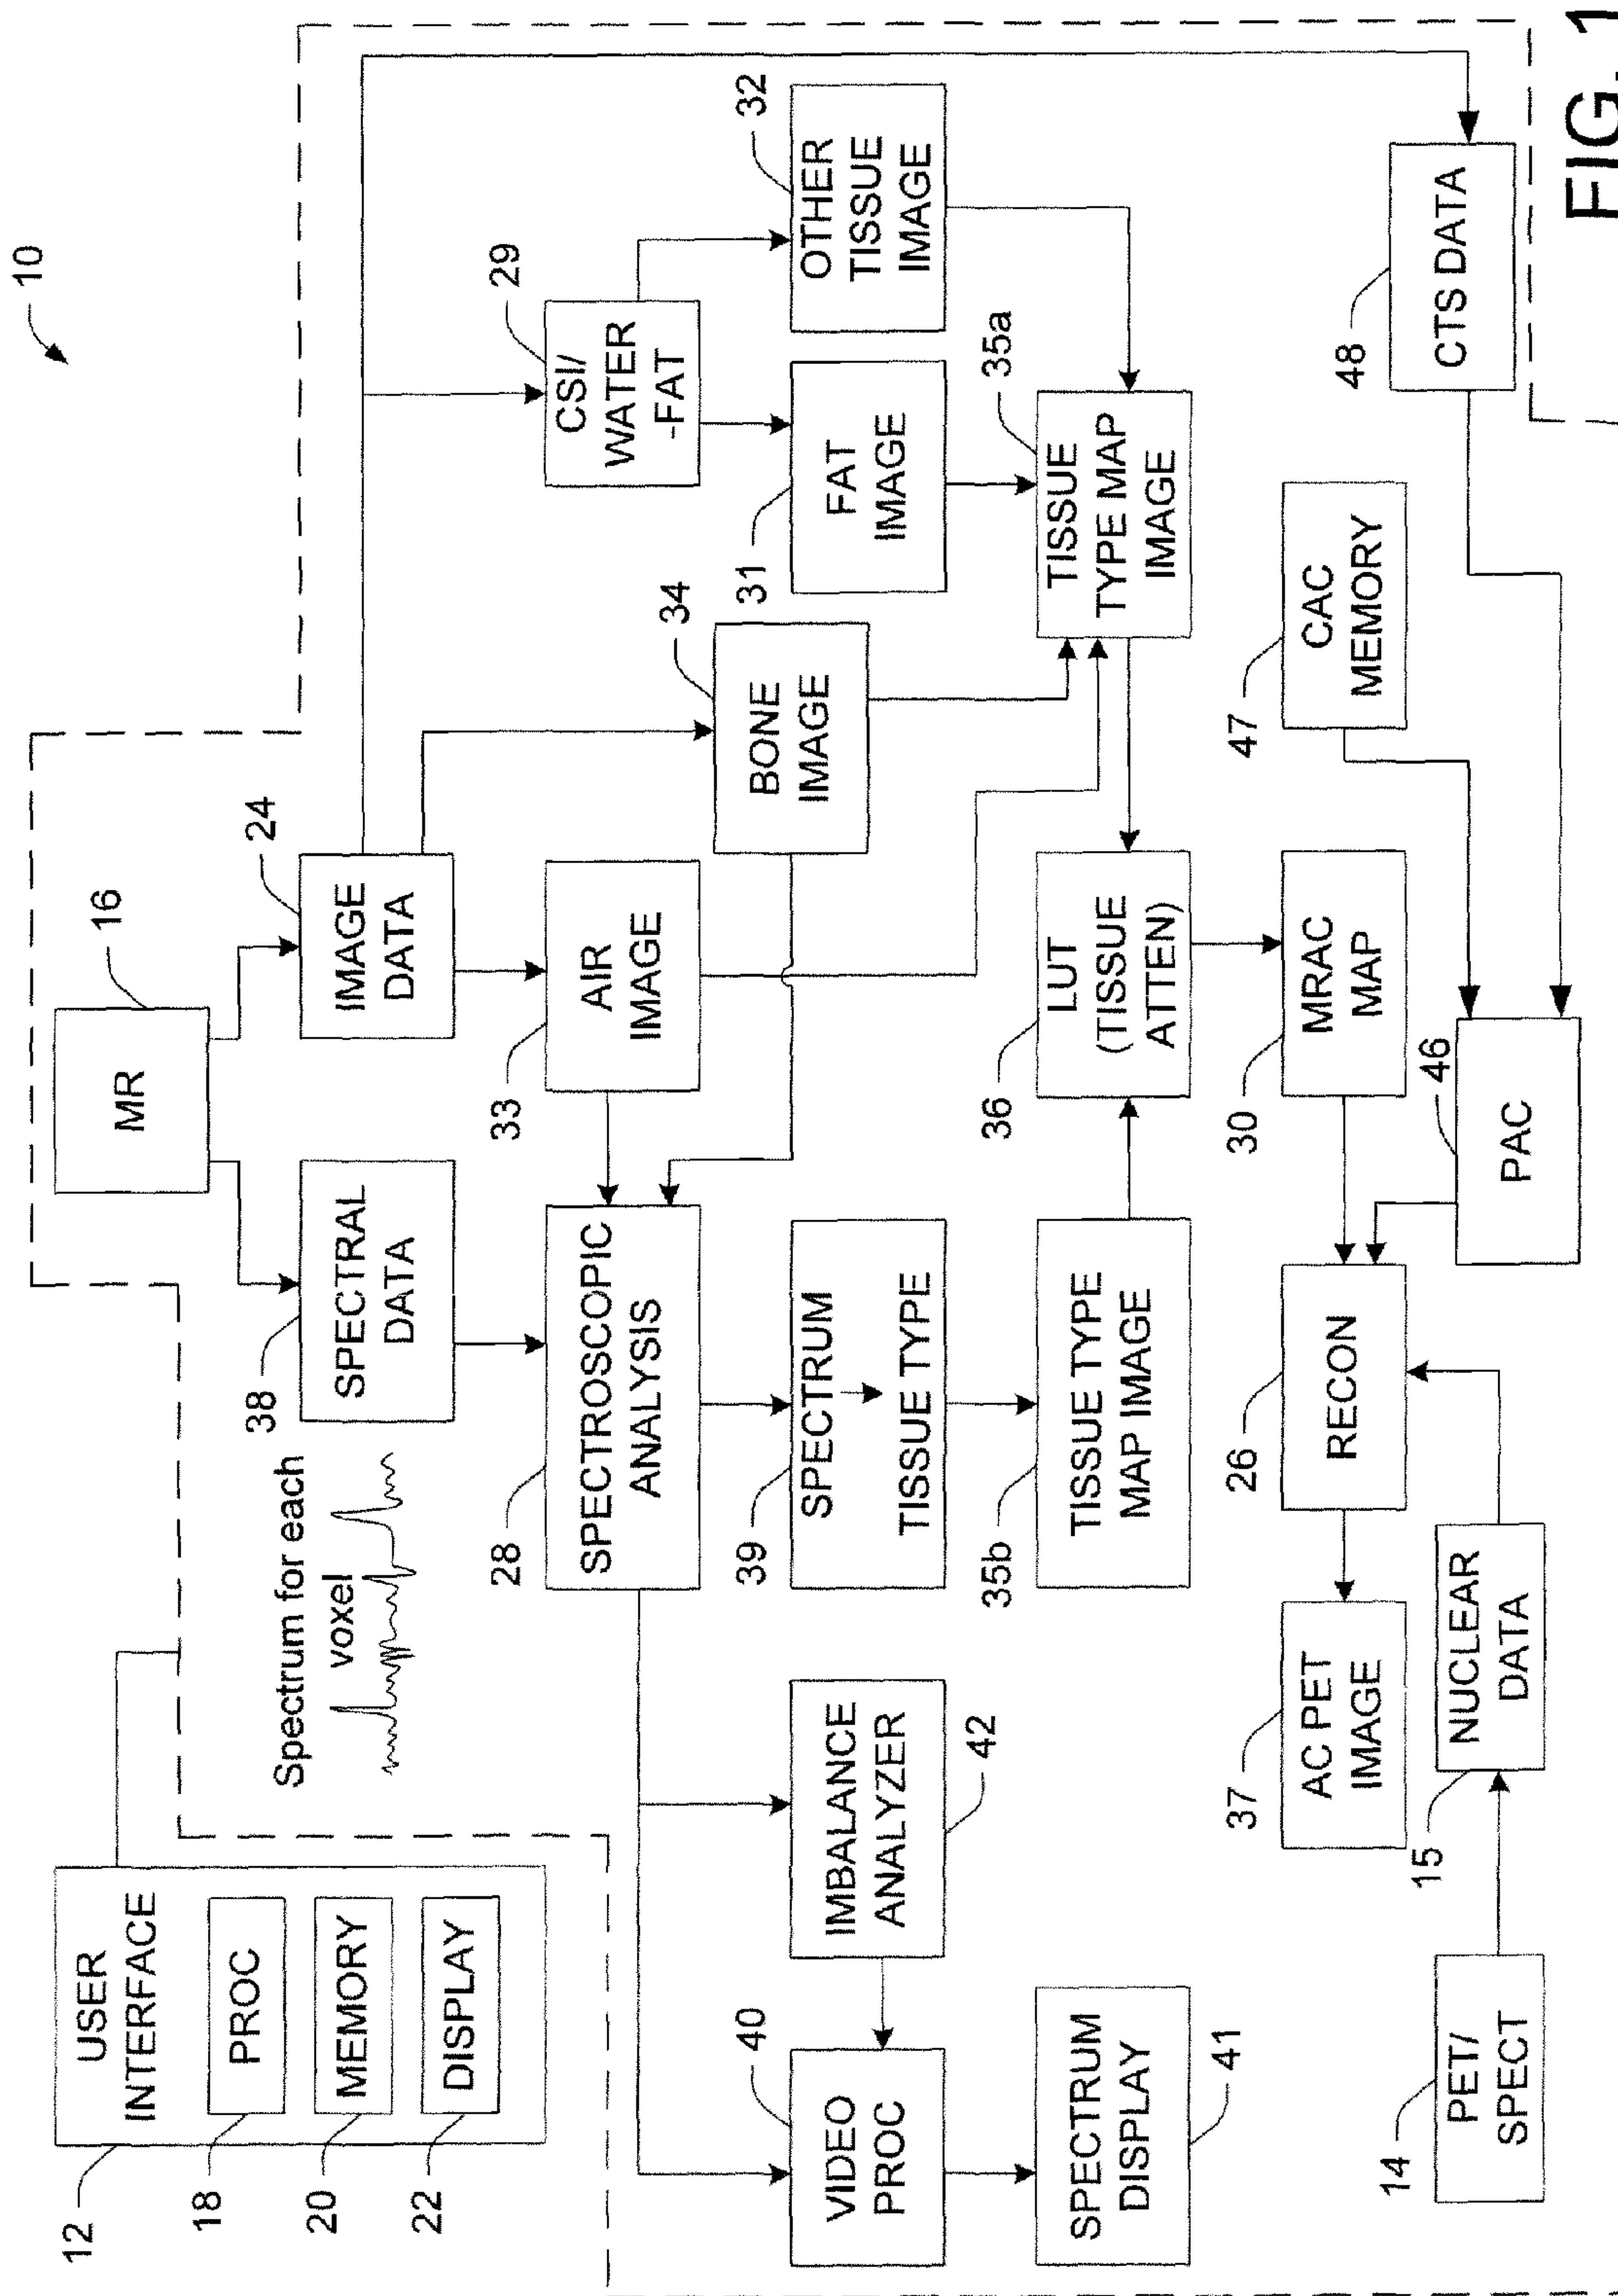 10
USER
INTERFACE
12
PROC
18
MEMORY
20
DISPLAY
22
MR
16
Spectrum for each
voxel
SPECTRAL
DATA
38
IMAGE
DATA
24
SPECTROSCOPIC
ANALYSIS
28
AIR
IMAGE
33
CSI/
WATER
-FAT
29
BONE
IMAGE
34
VIDEO
PROC
40
IMBALANCE
ANALYZER
42
SPECTRUM
TISSUE TYPE
39
FAT
IMAGE
31
OTHER
TISSUE
IMAGE
32
SPECTRUM
DISPLAY
41
TISSUE TYPE
MAP IMAGE
35b
LUT
(TISSUE
ATTEN)
36
TISSUE
TYPE MAP
IMAGE
35a
AC PET
IMAGE
37
RECON
26
MRAC
MAP
30
CAC
MEMORY
47
PET/
SPECT
14
NUCLEAR
DATA
15
PAC
46
CTS DATA
48
FIG. 1